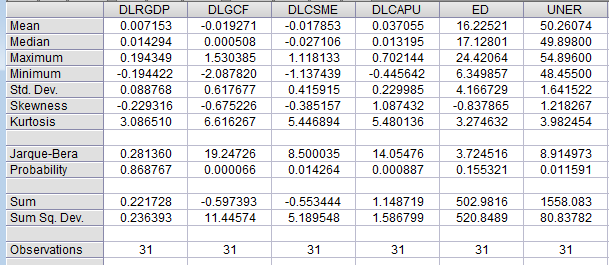 DLRGDP DLGCF DLCSME DLCAPU ED UNER
Mean 0.007153 -0.019271 -0.017853 0.037055 16.22521 50.26074
Median 0.014294 0.000508 -0.027106 0.013195 17.12801 49.89800
Maximum 0.194349 1.530385 1.118133 0.702144 24.42064 54.89600
Minimum -0.194422 -2.087820 -1.137439 -0.445642 6.349857 48.45500
Std. Dev. 0.088768 0.617677 0.415915 0.229985 4.166729 1.641522
Skewness -0.229316 -0.675226 -0.385157 1.087432 -0.837865 1.218267
Kurtosis 3.086510 6.616267 5.446894 5.480136 3.274632 3.982454
Jarque-Bera 0.281360 19.24726 8.500035 14.05476 3.724516 8.914973
Probability 0.868767 0.000066 0.014264 0.000887 0.155321 0.011591
Sum 0.221728 -0.597393 -0.553444 1.148719 502.9816 1558.083
Sum Sq. Dev. 0.236393 11.44574 5.189548 1.586799 520.8489 80.83782
Observations 31 31 31 31 31 31